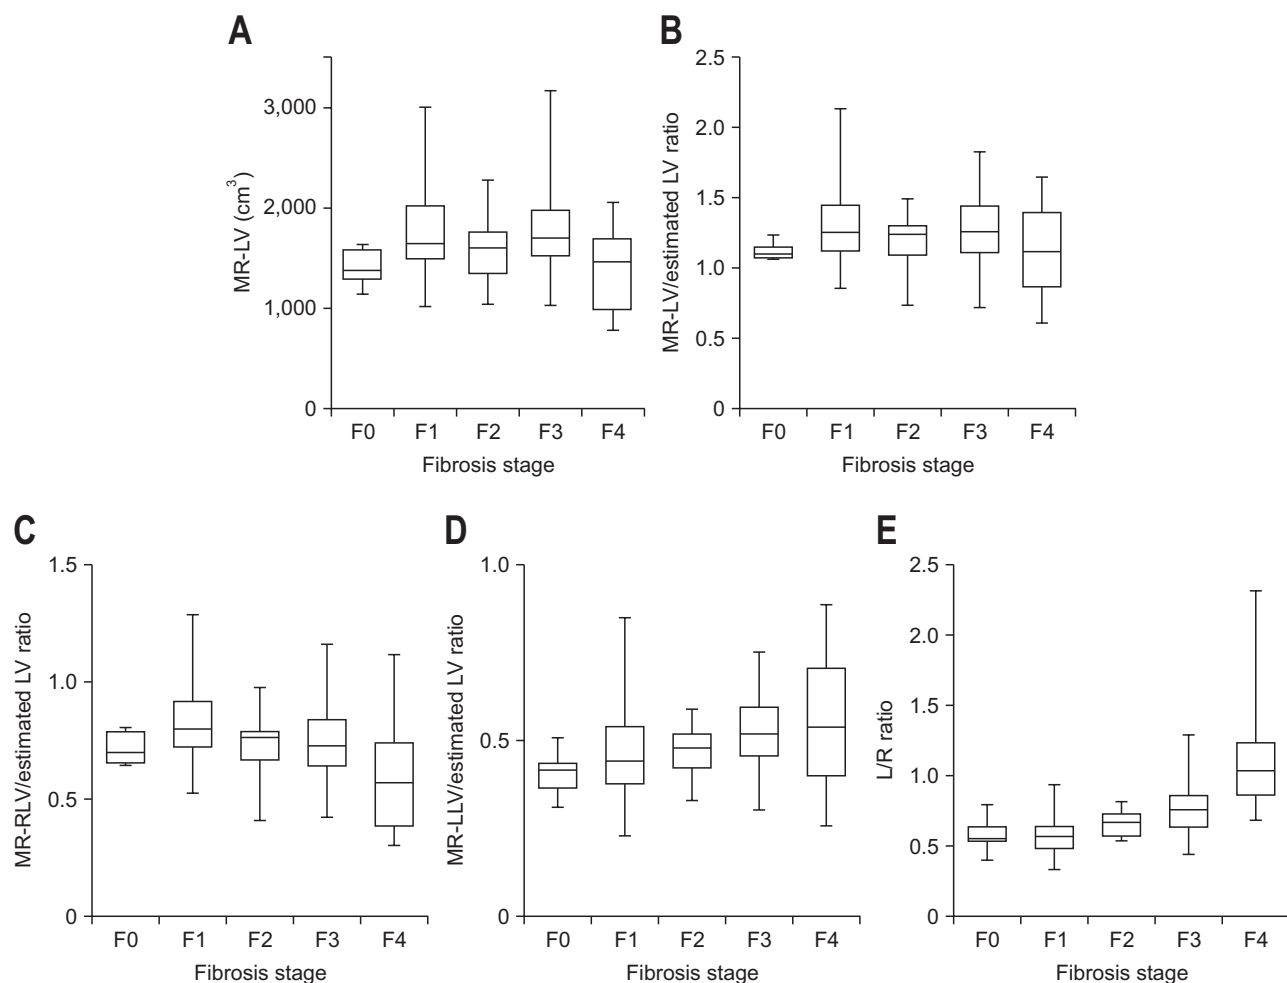 A
MR-LV (cm³)
3,000
2,000
1,000
0
F0 F1 F2 F3 F4
Fibrosis stage
B
MR-LV/estimated LV ratio
2.5
2.0
1.5
1.0
0.5
0
F0 F1 F2 F3 F4
Fibrosis stage
C
MR-RLV/estimated LV ratio
1.5
1.0
0.5
0
F0 F1 F2 F3 F4
Fibrosis stage
D
MR-LLV/estimated LV ratio
1.0
0.5
0
F0 F1 F2 F3 F4
Fibrosis stage
E
L/R ratio
2.5
2.0
1.5
1.0
0.5
0
F0 F1 F2 F3 F4
Fibrosis stage